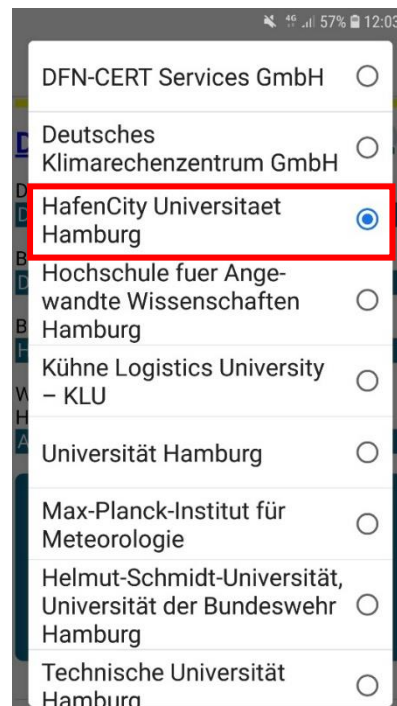 4G 57% 12:03
DFN-CERT Services GmbH
Deutsches
Klimarechenzentrum GmbH
HafenCity Universitaet
Hamburg
Hochschule fuer Ange-
wandte Wissenschaften
Hamburg
Kühne Logistics University
– KLU
Universität Hamburg
Max-Planck-Institut für
Meteorologie
Helmut-Schmidt-Universität,
Universität der Bundeswehr
Hamburg
Technische Universität
Hamburg